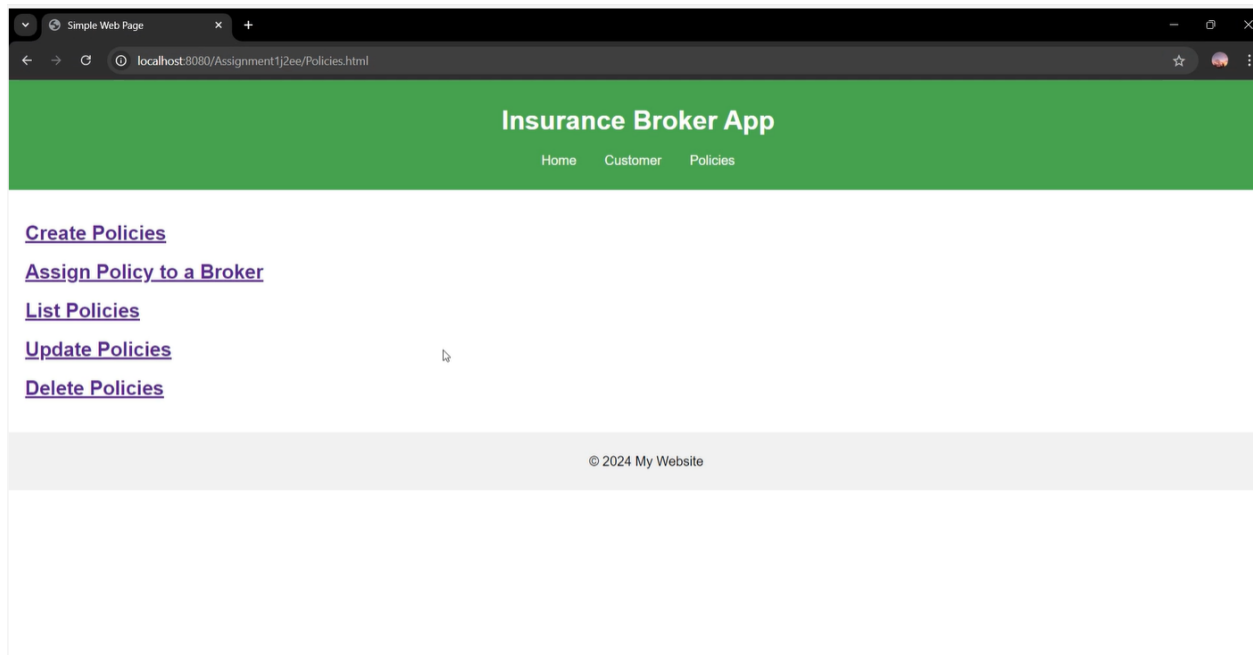 Simple Web Page
localhost:8080/Assignment1j2ee/Policies.html
Insurance Broker App
Home Customer Policies
Create Policies
Assign Policy to a Broker
List Policies
Update Policies
Delete Policies
© 2024 My Website